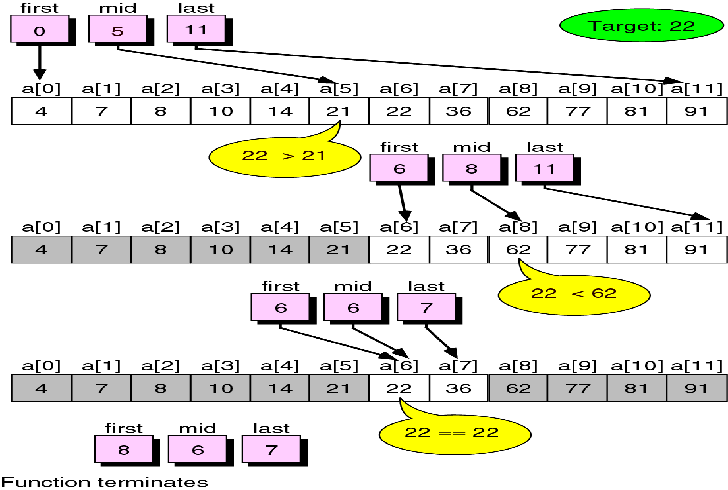 first mid last
0 5 11
Target: 22
a[0] a[1] a[2] a[3] a[4] a[5] a[6] a[7] a[8] a[9] a[10] a[11]
4 7 8 10 14 21 22 36 62 77 81 91
22 > 21
first mid last
6 8 11
a[0] a[1] a[2] a[3] a[4] a[5] a[6] a[7] a[8] a[9] a[10] a[11]
4 7 8 10 14 21 22 36 62 77 81 91
22 < 62
first mid last
6 6 7
a[0] a[1] a[2] a[3] a[4] a[5] a[6] a[7] a[8] a[9] a[10] a[11]
4 7 8 10 14 21 22 36 62 77 81 91
22 == 22
first mid last
8 6 7
Function terminates